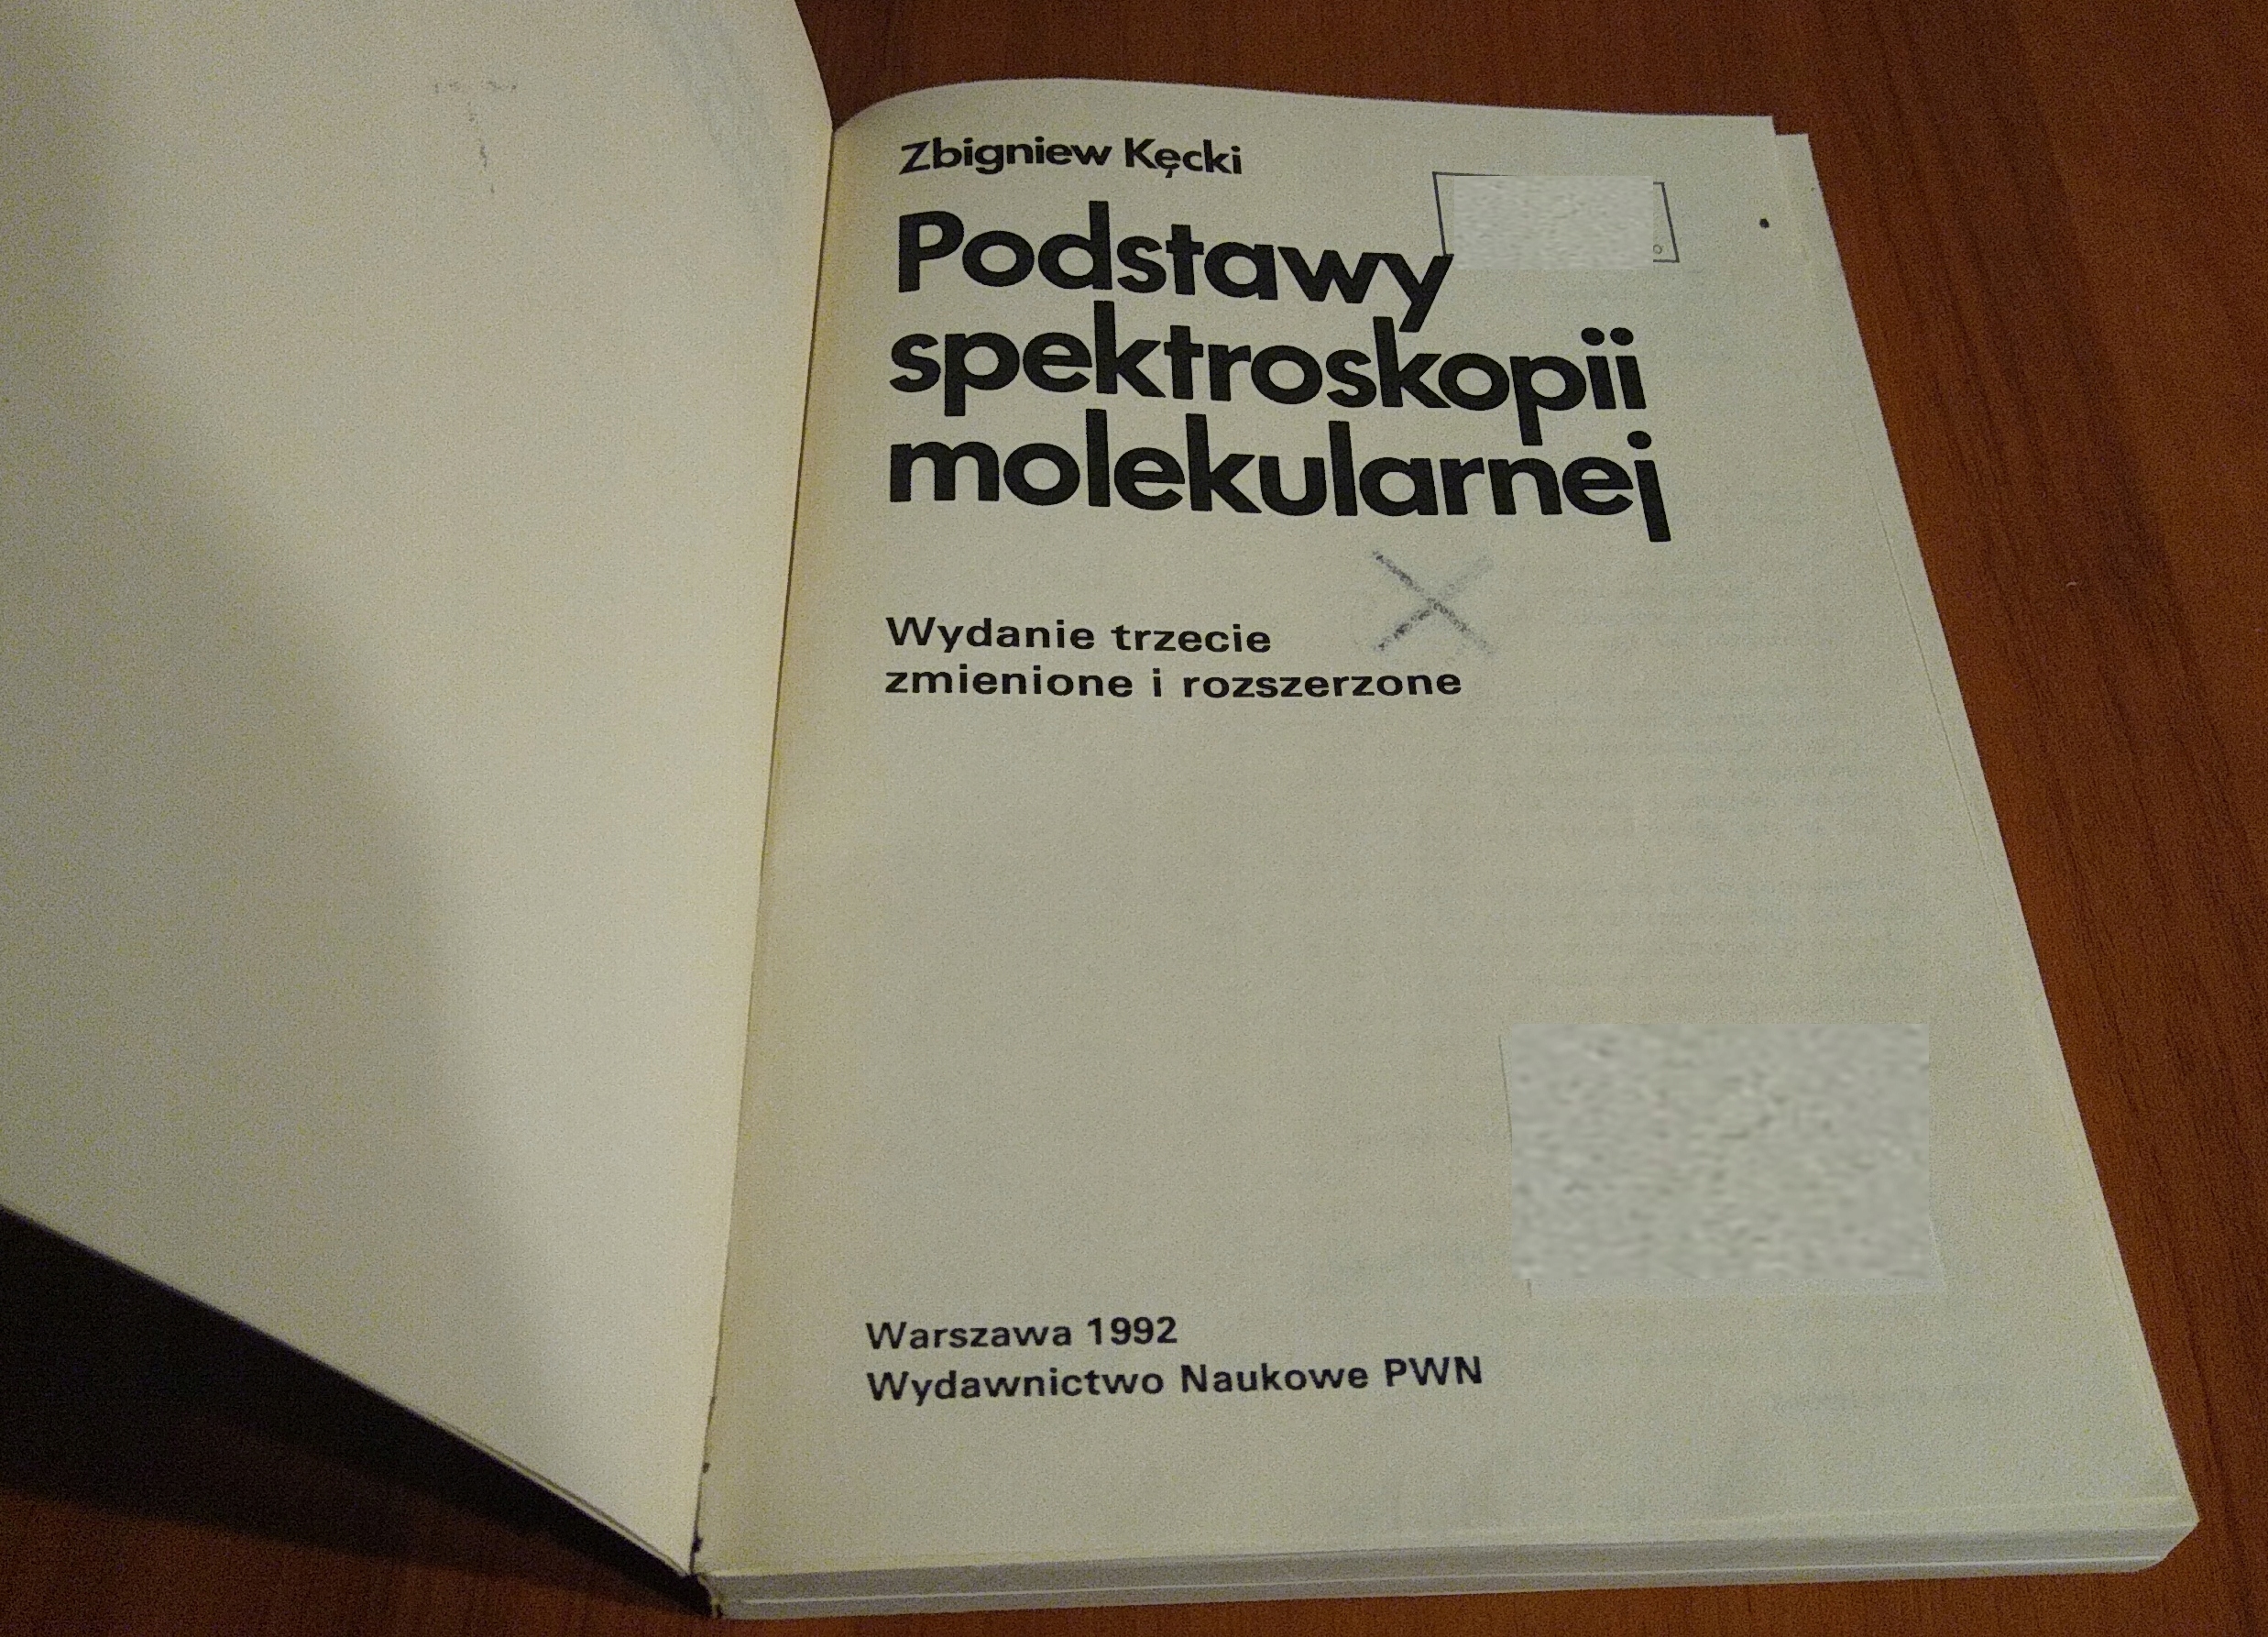 Zbigniew Kęcki
Podstawy
spektroskopii
molekularnej
Wydanie trzecie
zmienione i rozszerzone
Warszawa 1992
Wydawnictwo Naukowe PWN